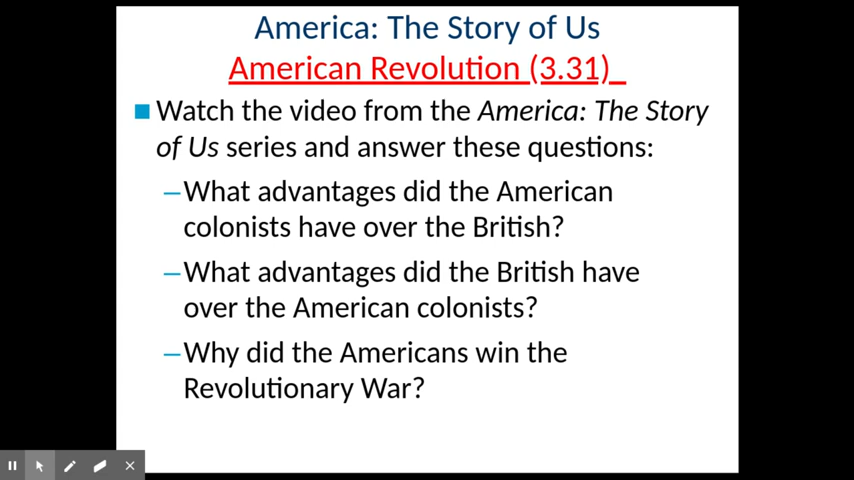 America: The Story of Us
American Revolution (3.31)_
Watch the video from the America: The Story
of Us series and answer these questions:
–What advantages did the American
colonists have over the British?
–What advantages did the British have
over the American colonists?
–Why did the Americans win the
Revolutionary War?